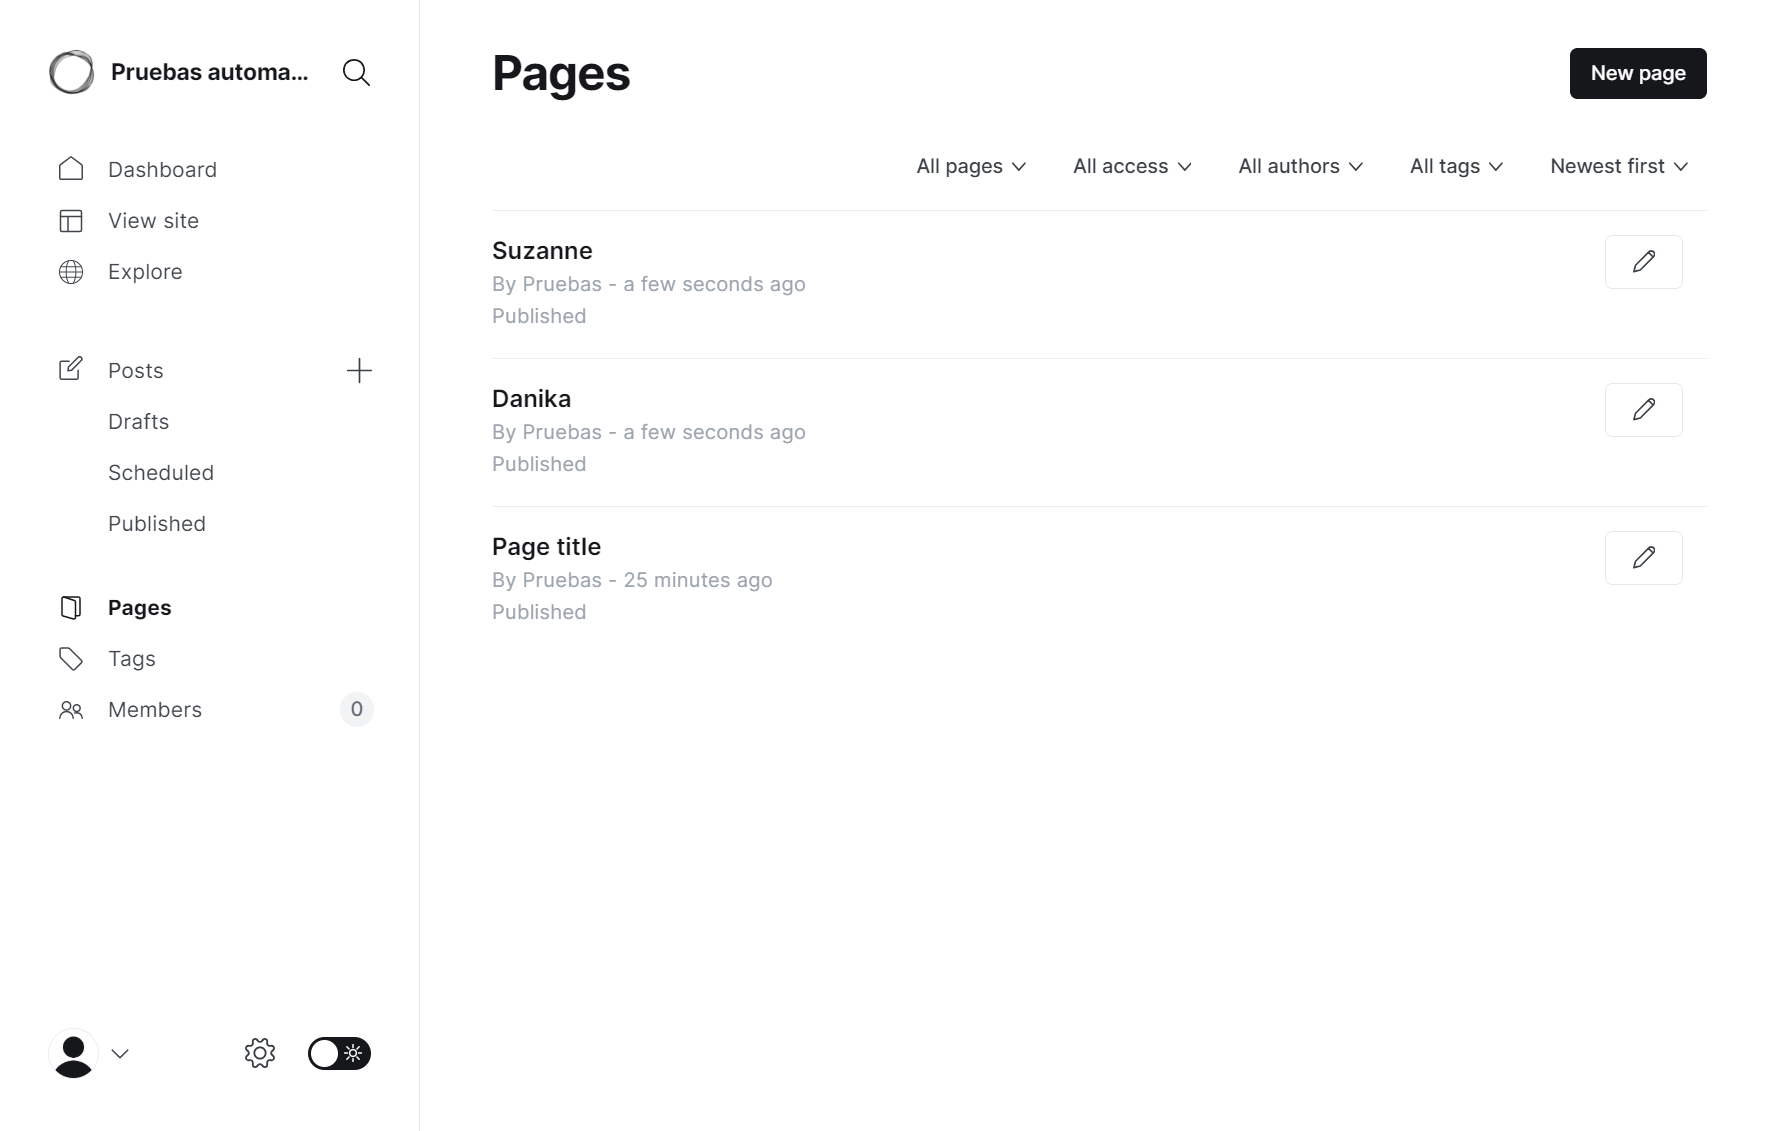 Pruebas automa...
Dashboard
View site
Explore
Posts
Drafts
Scheduled
Published
Pages
Tags
Members
0
Pages
New page
All pages
All access
All authors
All tags
Newest first
Suzanne
By Pruebas - a few seconds ago
Published
Danika
By Pruebas - a few seconds ago
Published
Page title
By Pruebas - 25 minutes ago
Published